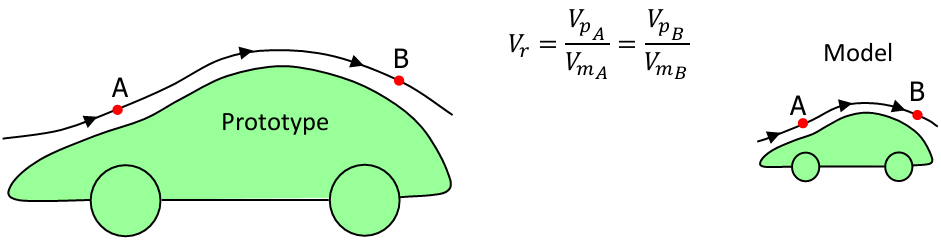 A
B
Prototype
V_r = V_{p_A} / V_{m_A} = V_{p_B} / V_{m_B}
Model
A
B